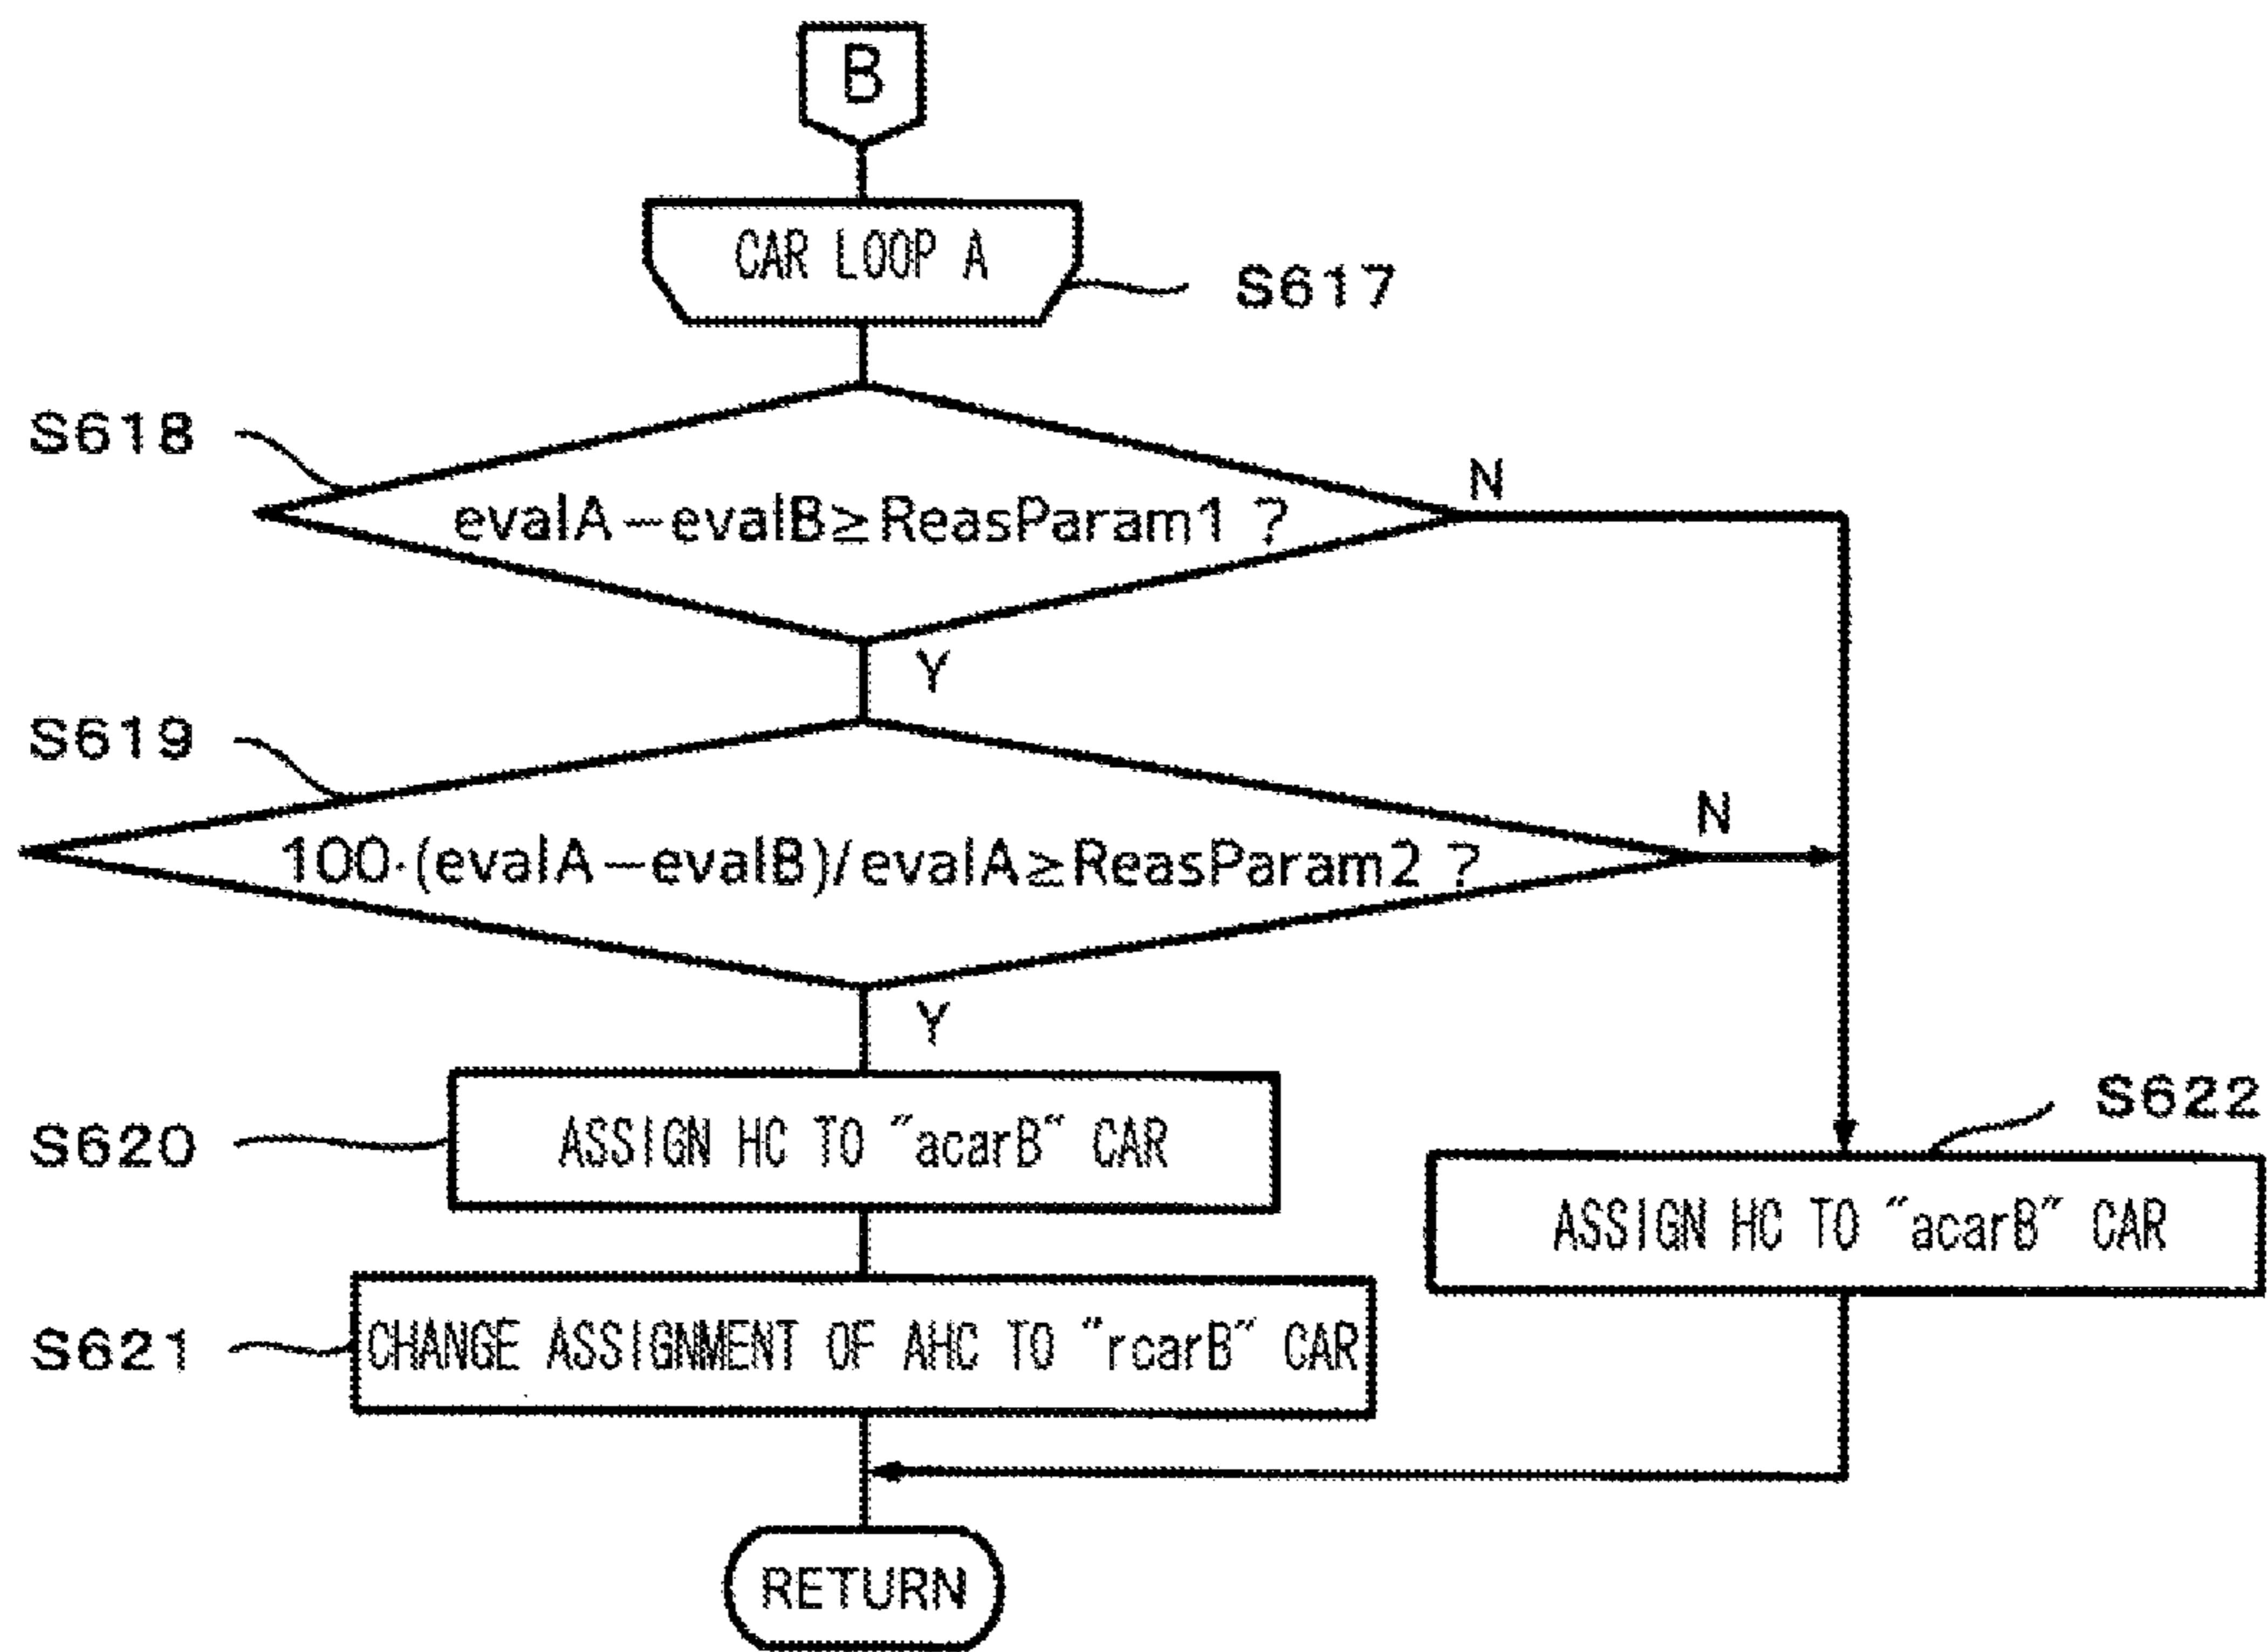 B
CAR LOOP A
S617
S618
evalA−evalB≥ReasParam1 ?
N
Y
S619
100·(evalA−evalB)/evalA≥ReasParam2 ?
N
Y
S620
ASSIGN HC TO "acarB" CAR
S622
ASSIGN HC TO "acarB" CAR
S621
CHANGE ASSIGNMENT OF AHC TO "rcarB" CAR
RETURN